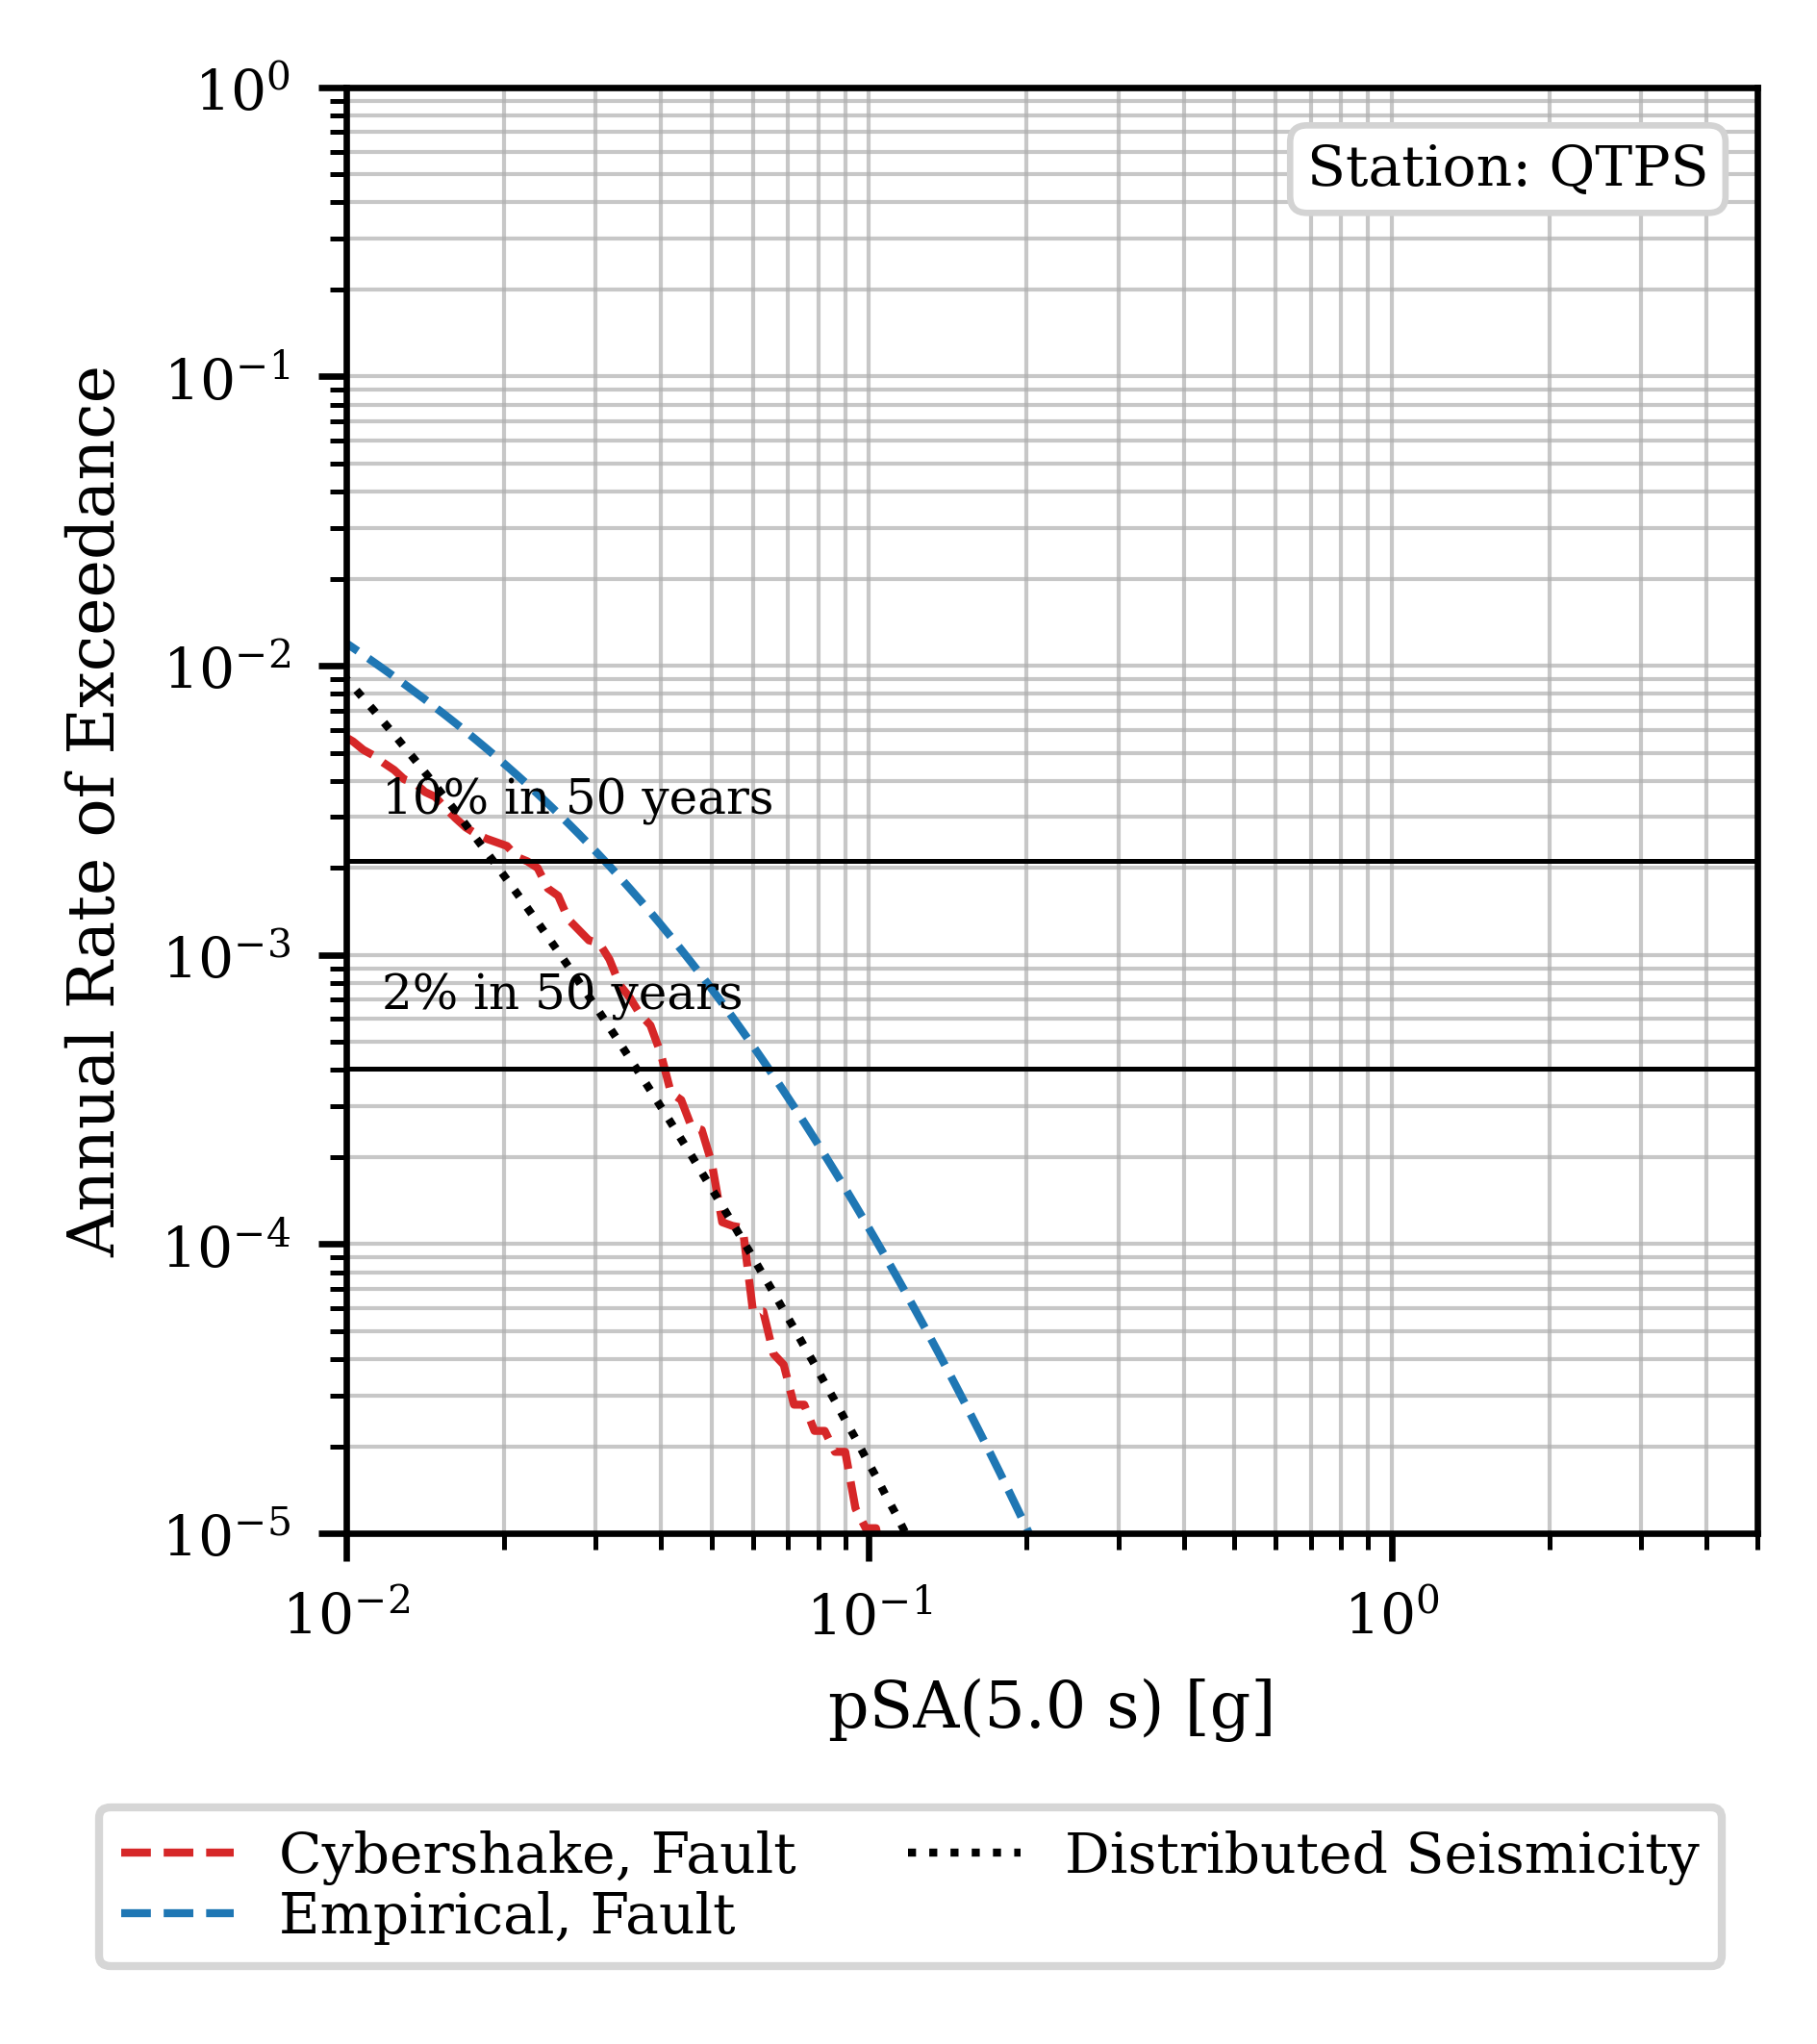 Station: QTPS
10⁰
10⁻¹
10⁻²
10⁻³
10⁻⁴
10⁻⁵
Annual Rate of Exceedance
10% in 50 years
2% in 50 years
10⁻² 10⁻¹ 10⁰
pSA(5.0 s) [g]
Cybershake, Fault
Empirical, Fault
Distributed Seismicity